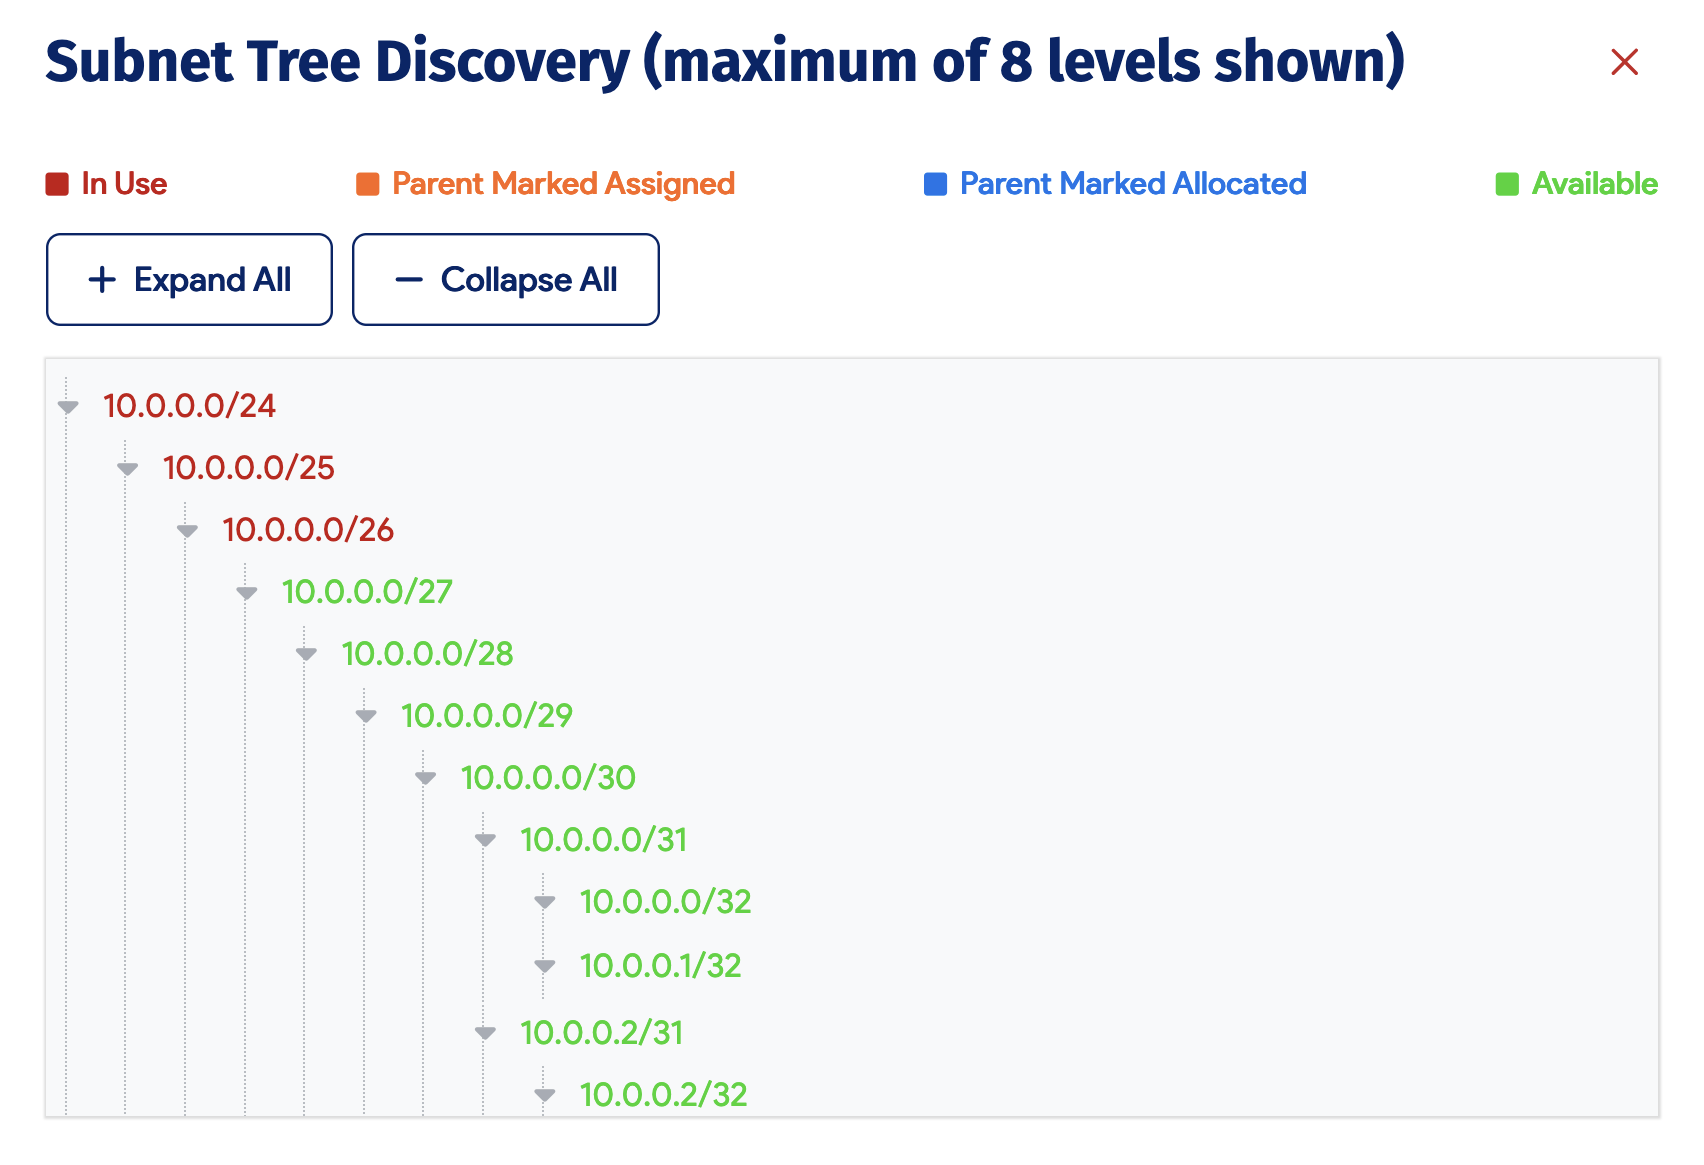 Subnet Tree Discovery (maximum of 8 levels shown)
In Use
Parent Marked Assigned
Parent Marked Allocated
Available
Expand All
Collapse All
10.0.0.0/24
10.0.0.0/25
10.0.0.0/26
10.0.0.0/27
10.0.0.0/28
10.0.0.0/29
10.0.0.0/30
10.0.0.0/31
10.0.0.0/32
10.0.0.1/32
10.0.0.2/31
10.0.0.2/32